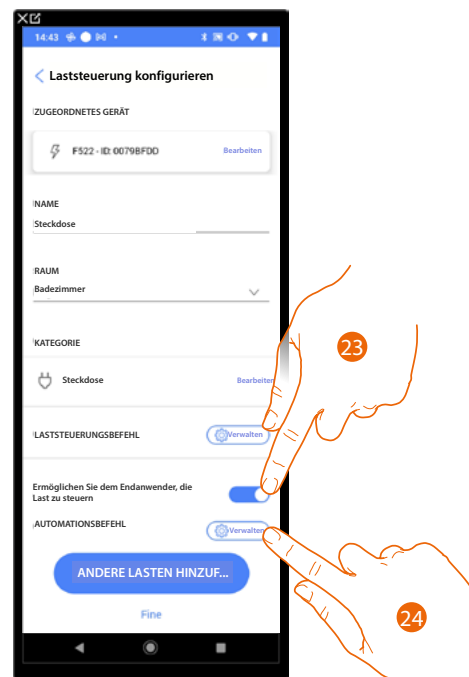 14:43
Laststeuerung konfigurieren
ZUGEORDNETES GERÄT
F522 - ID: 0079BFDD Bearbeiten
NAME
Steckdose
RAUM
Badezimmer
KATEGORIE
Steckdose Bearbeiten
LASTSTEUERUNGSBEFEHL Verwalten
Ermöglichen Sie dem Endanwender, die
Last zu steuern
AUTOMATIONSBEFEHL Verwalten
ANDERE LASTEN HINZUF...
Fine
23
24